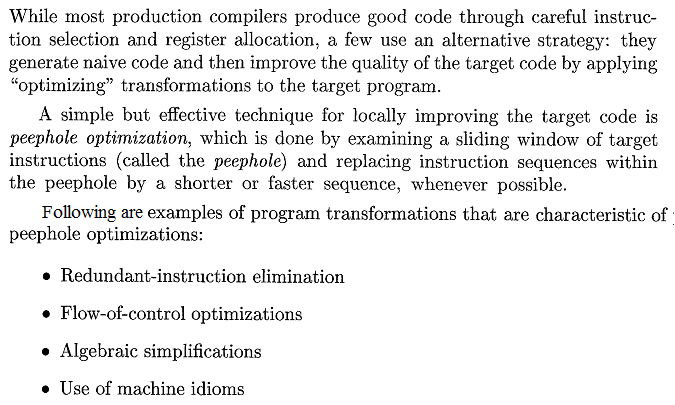 While most production compilers produce good code through careful instruc-
tion selection and register allocation, a few use an alternative strategy: they
generate naive code and then improve the quality of the target code by applying
“optimizing” transformations to the target program.
A simple but effective technique for locally improving the target code is
peephole optimization, which is done by examining a sliding window of target
instructions (called the peephole) and replacing instruction sequences within
the peephole by a shorter or faster sequence, whenever possible.
Following are examples of program transformations that are characteristic of
peephole optimizations:
• Redundant-instruction elimination
• Flow-of-control optimizations
• Algebraic simplifications
• Use of machine idioms